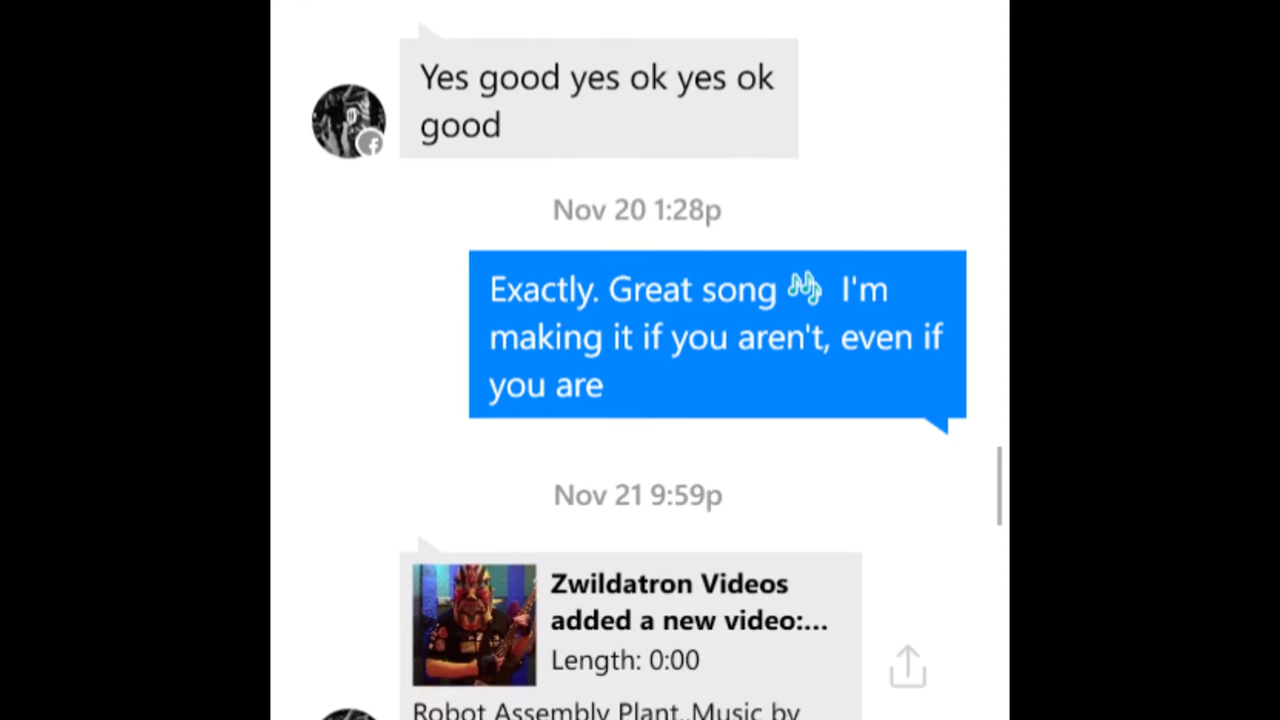 Yes good yes ok yes ok
good
Nov 20 1:28p
Exactly. Great song 🎶 I'm
making it if you aren't, even if
you are
Nov 21 9:59p
Zwildatron Videos
added a new video:...
Length: 0:00
Robot Assembly Plant..Music by